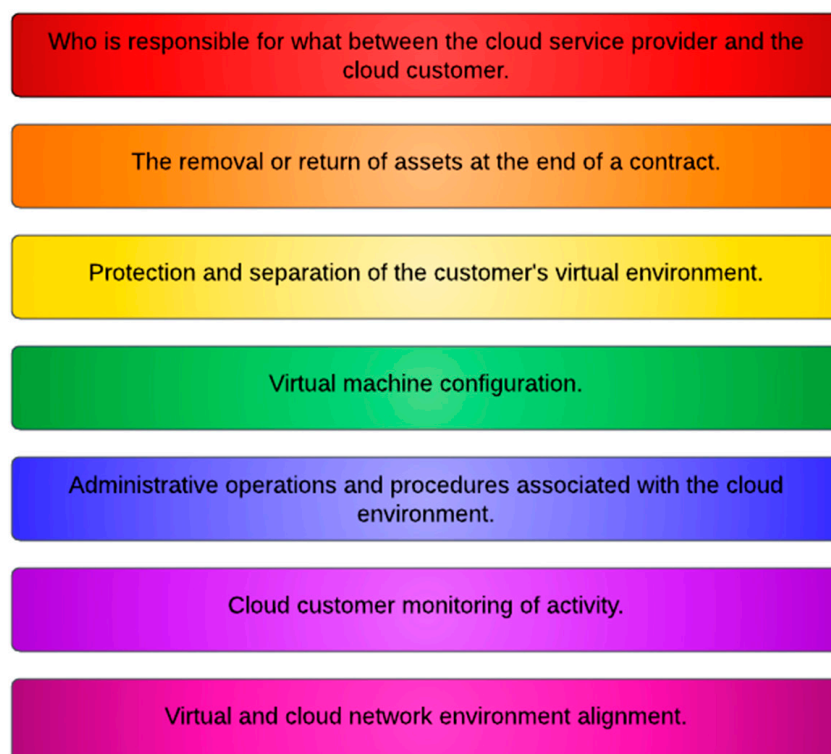 Who is responsible for what between the cloud service provider and the
cloud customer.
The removal or return of assets at the end of a contract.
Protection and separation of the customer's virtual environment.
Virtual machine configuration.
Administrative operations and procedures associated with the cloud
environment.
Cloud customer monitoring of activity.
Virtual and cloud network environment alignment.